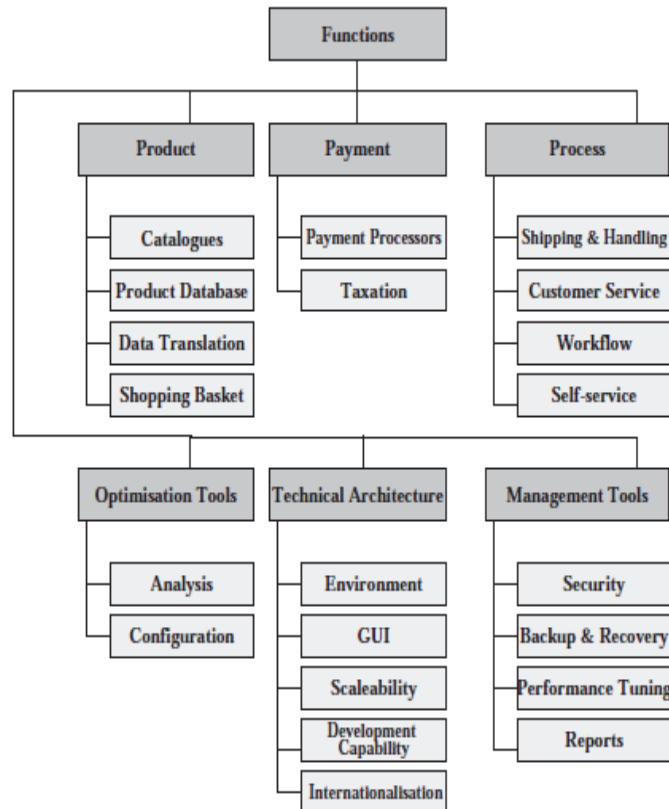 Functions
Product
Payment
Process
Catalogues
Payment Processors
Shipping & Handling
Product Database
Taxation
Customer Service
Data Translation
Workflow
Shopping Basket
Self-service
Optimisation Tools
Technical Architecture
Management Tools
Analysis
Environment
Security
Configuration
GUI
Backup & Recovery
Scaleability
Performance Tuning
Development
Capability
Reports
Internationalisation